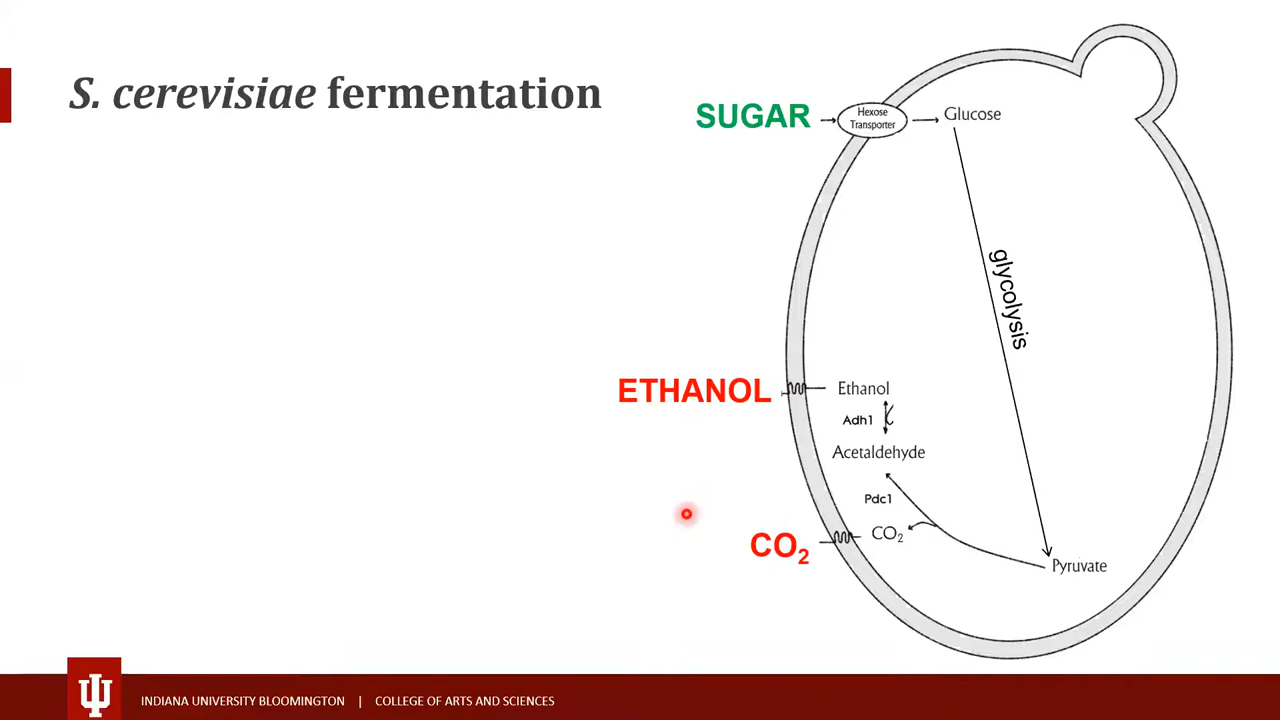 S. cerevisiae fermentation
SUGAR
Hexose
Transporter
Glucose
glycolysis
ETHANOL
Ethanol
Adh1
Acetaldehyde
Pdc1
CO2
CO2
Pyruvate
INDIANA UNIVERSITY BLOOMINGTON | COLLEGE OF ARTS AND SCIENCES